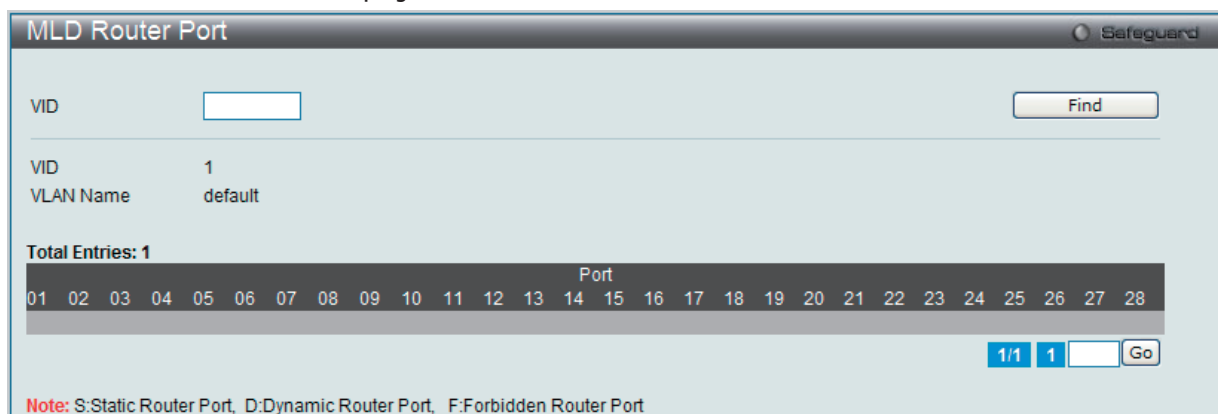 MLD Router Port Safeguard
VID Find
VID 1
VLAN Name default
Total Entries: 1
Port
01 02 03 04 05 06 07 08 09 10 11 12 13 14 15 16 17 18 19 20 21 22 23 24 25 26 27 28
1/1 1 Go
Note: S:Static Router Port, D:Dynamic Router Port, F:Forbidden Router Port